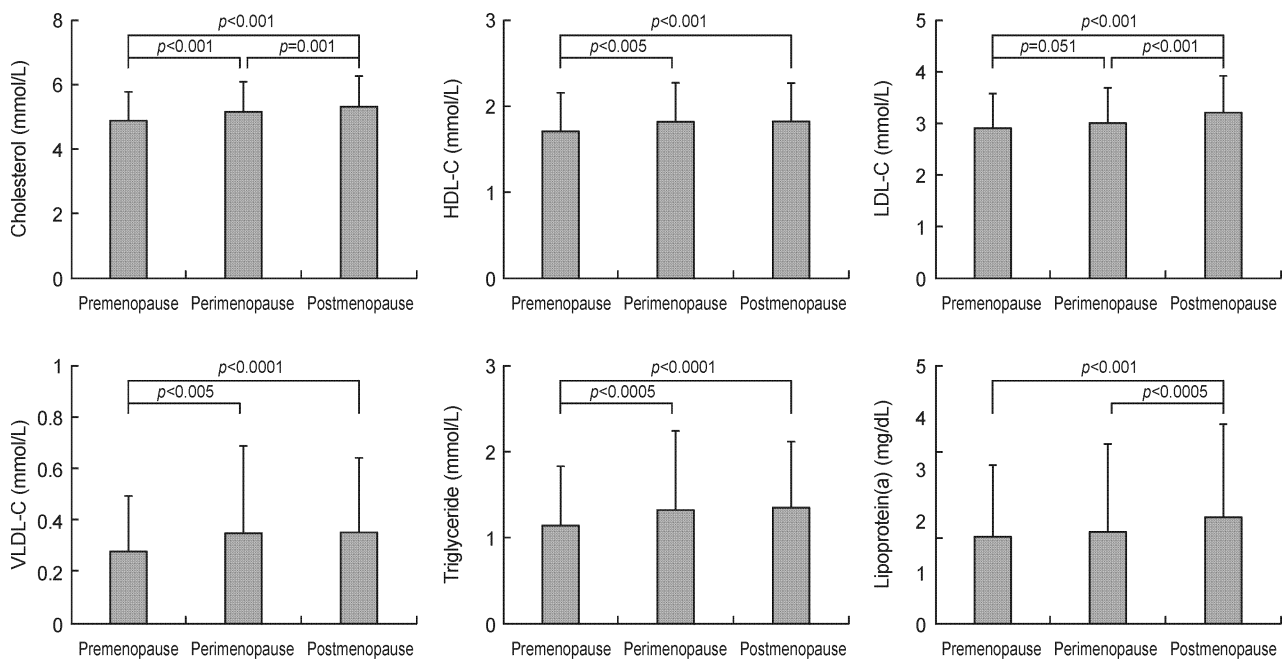 Cholesterol (mmol/L)
8
6
4
2
0
p<0.001
p<0.001
p=0.001
Premenopause Perimenopause Postmenopause
HDL-C (mmol/L)
3
2
1
0
p<0.001
p<0.005
Premenopause Perimenopause Postmenopause
LDL-C (mmol/L)
5
4
3
2
1
0
p<0.001
p=0.051
p<0.001
Premenopause Perimenopause Postmenopause
VLDL-C (mmol/L)
1
0.8
0.6
0.4
0.2
0
p<0.0001
p<0.005
Premenopause Perimenopause Postmenopause
Triglyceride (mmol/L)
3
2
1
0
p<0.0001
p<0.0005
Premenopause Perimenopause Postmenopause
Lipoprotein(a) (mg/dL)
5
4
3
2
1
0
p<0.001
p<0.0005
Premenopause Perimenopause Postmenopause